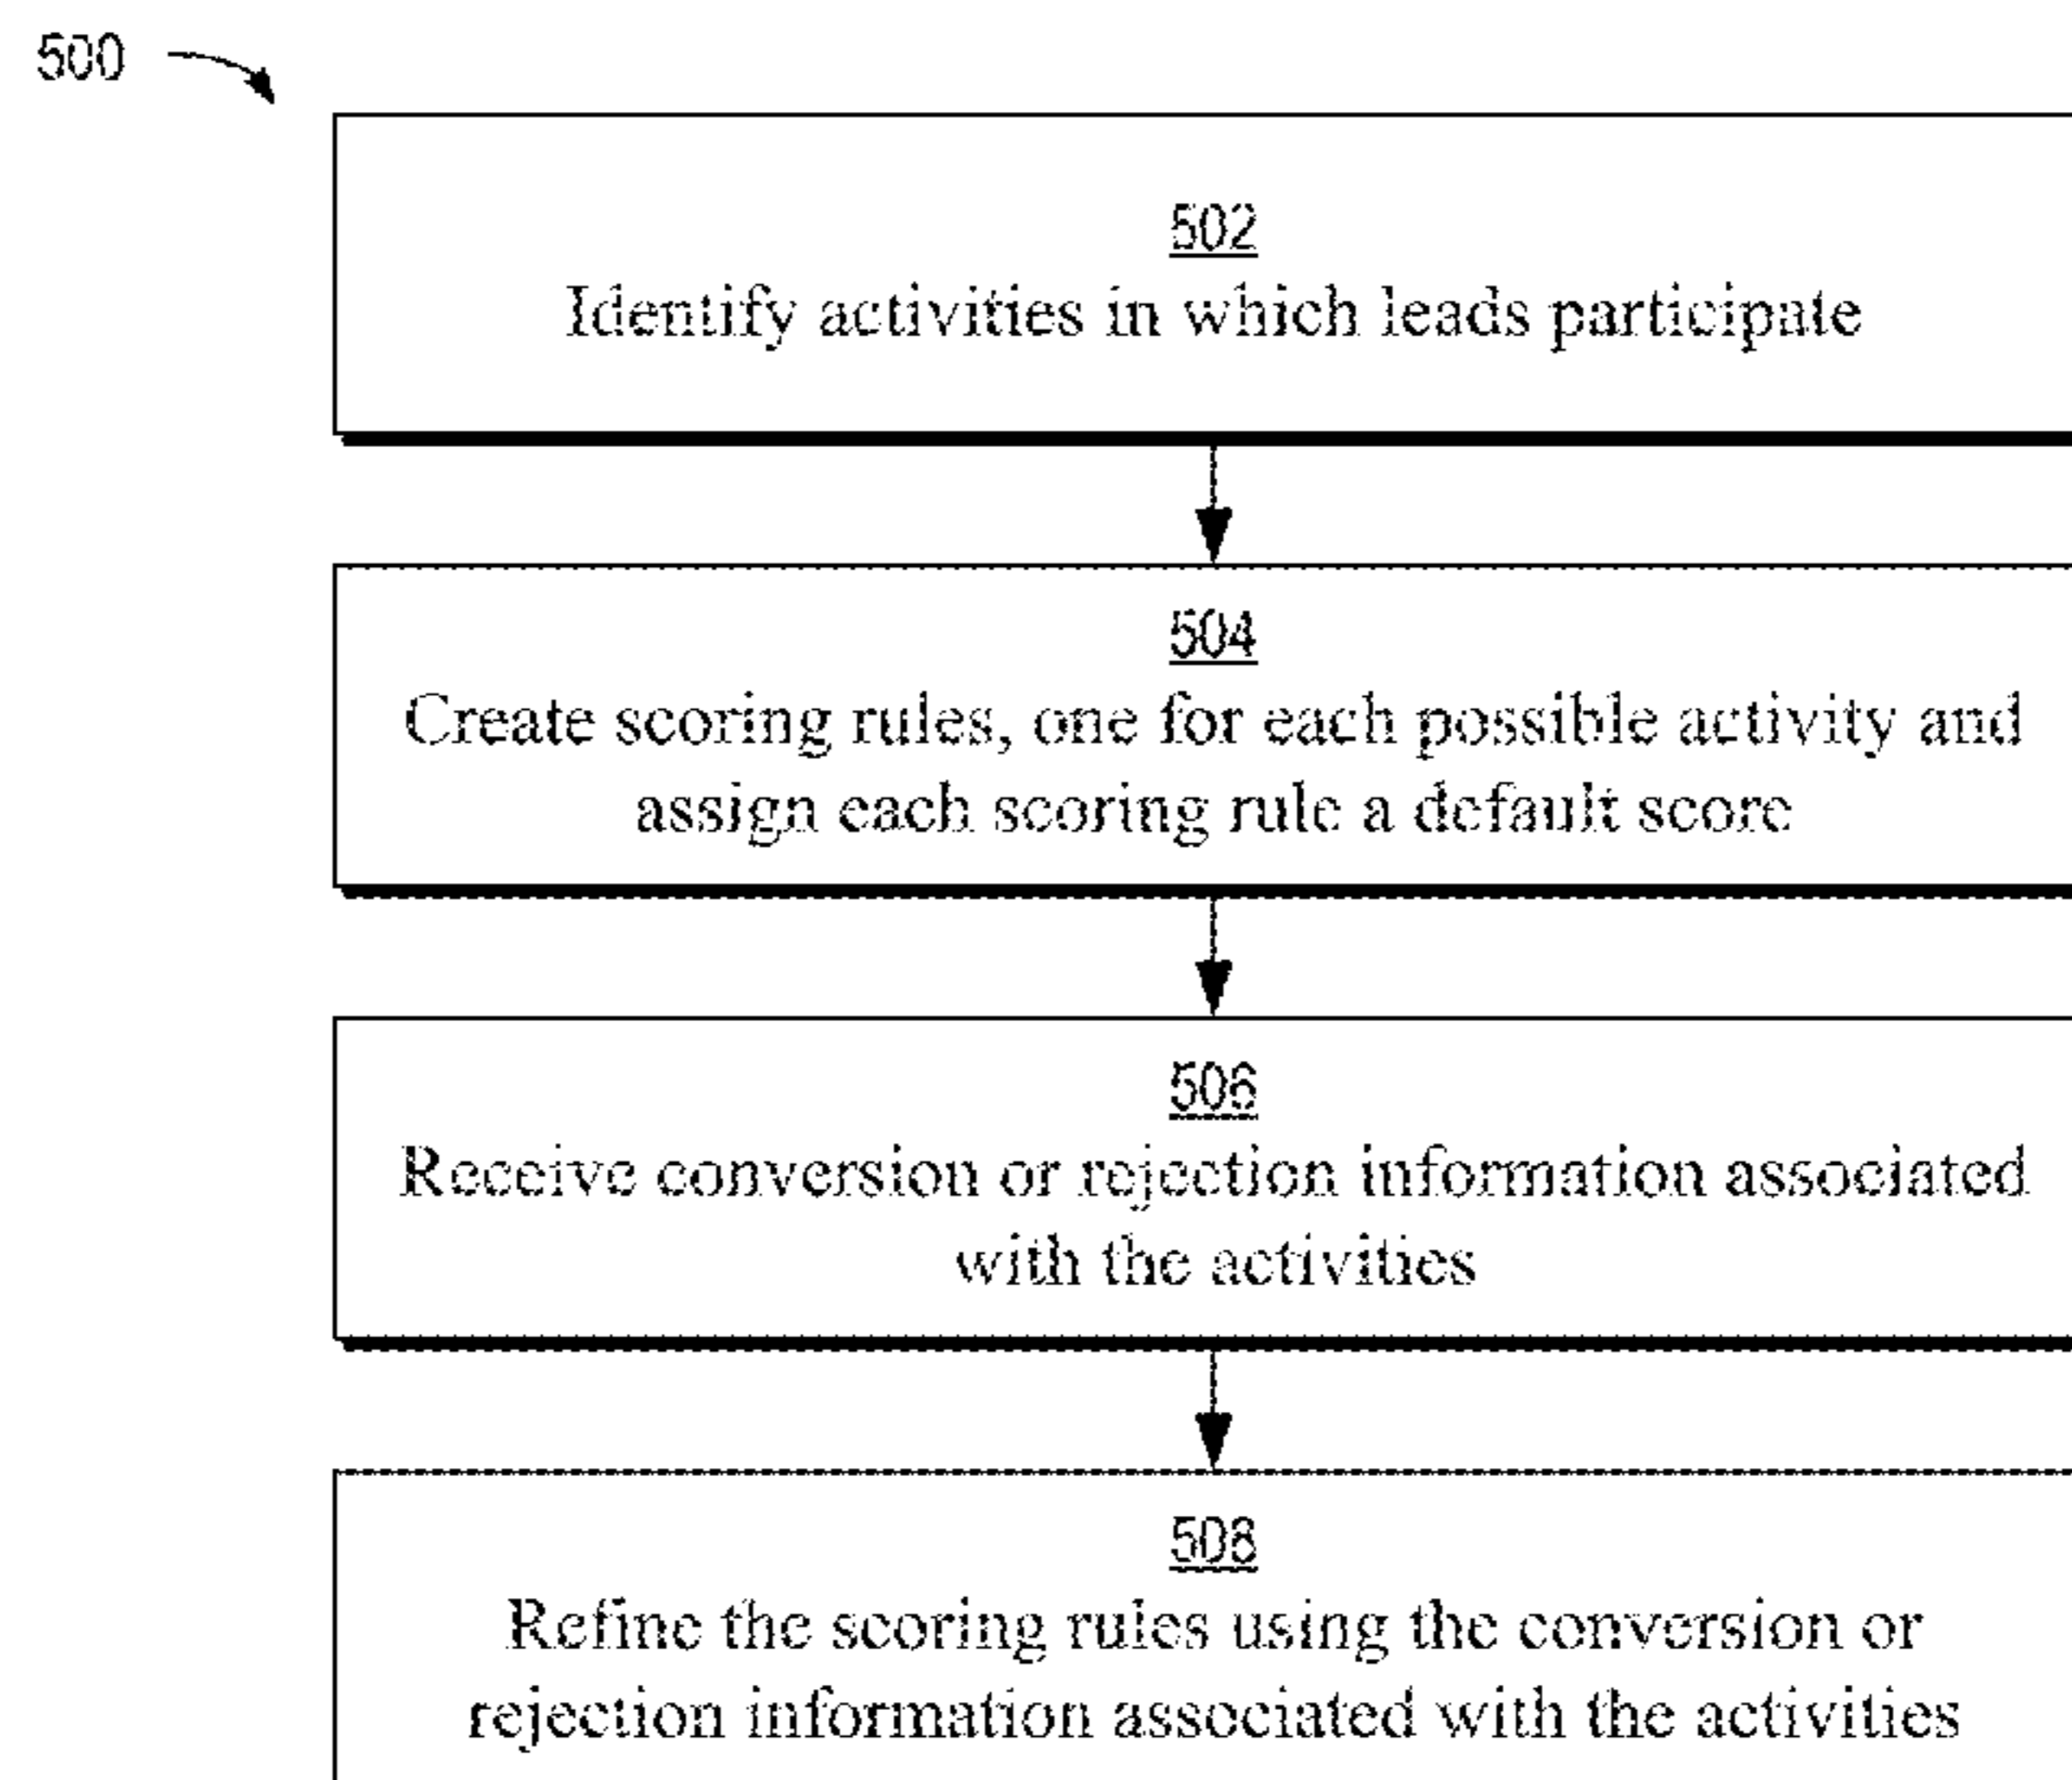 500
502
Identify activities in which leads participate
504
Create scoring rules, one for each possible activity and
assign each scoring rule a default score
506
Receive conversion or rejection information associated
with the activities
508
Refine the scoring rules using the conversion or
rejection information associated with the activities